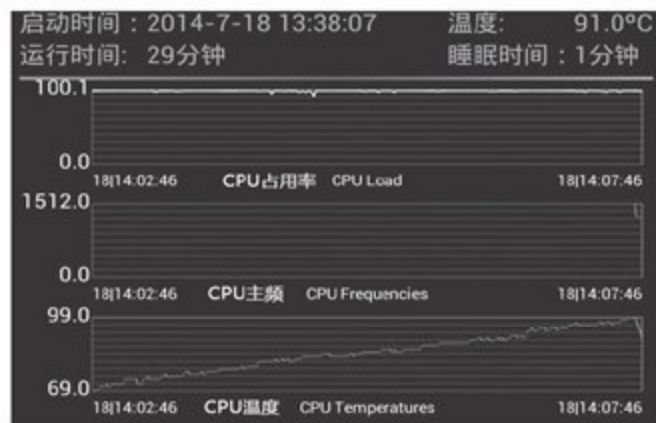 启动时间：2014-7-18 13:38:07 温度: 91.0ºC
运行时间: 29分钟 睡眠时间：1分钟
100.1
0.0
18|14:02:46 CPU占用率 CPU Load 18|14:07:46
1512.0
0.0
18|14:02:46 CPU主频 CPU Frequencies 18|14:07:46
99.0
69.0
18|14:02:46 CPU温度 CPU Temperatures 18|14:07:46